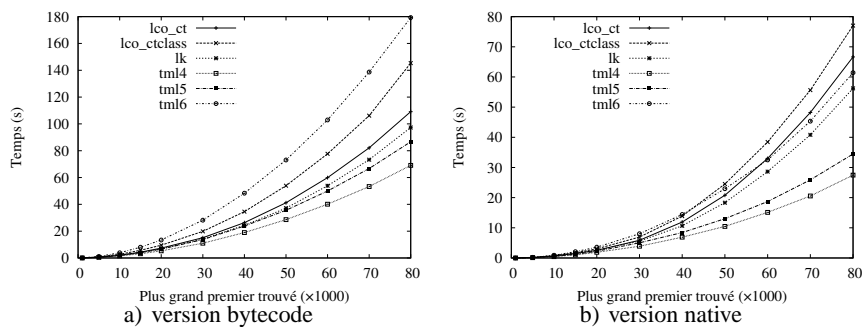 180
160
140
120
100
80
60
40
20
0
Temps (s)
lco_ct
lco_ctclass
lk
tml4
tml5
tml6
0 10 20 30 40 50 60 70 80
Plus grand premier trouvé (×1000)
a) version bytecode
80
70
60
50
40
30
20
10
0
Temps (s)
lco_ct
lco_ctclass
lk
tml4
tml5
tml6
0 10 20 30 40 50 60 70 80
Plus grand premier trouvé (×1000)
b) version native